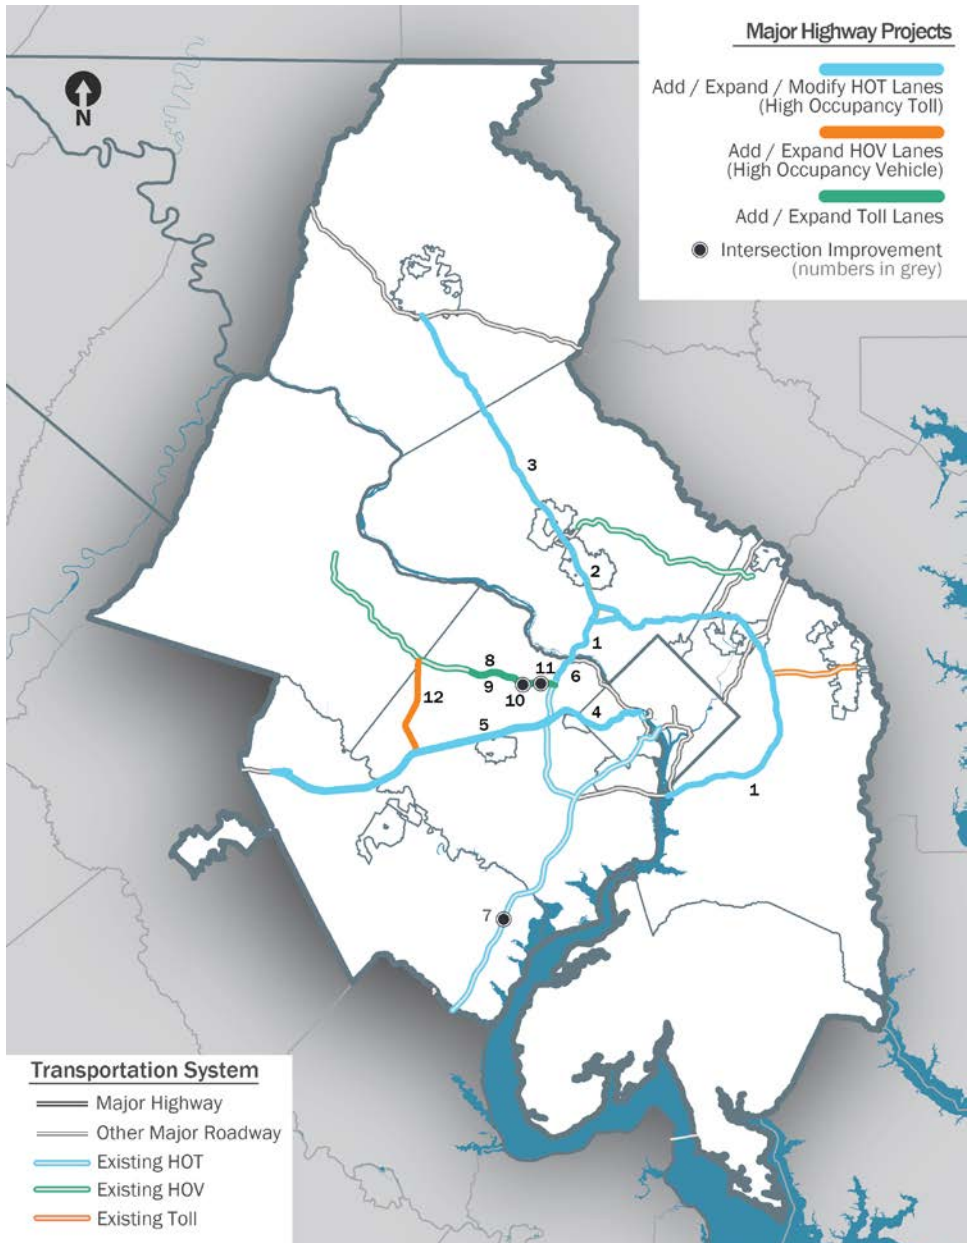 Major Highway Projects
Add / Expand / Modify HOT Lanes
(High Occupancy Toll)
Add / Expand HOV Lanes
(High Occupancy Vehicle)
Add / Expand Toll Lanes
Intersection Improvement
(numbers in grey)
N
3
2
1
6
11
8
9
10
12
5
4
1
7
Transportation System
Major Highway
Other Major Roadway
Existing HOT
Existing HOV
Existing Toll